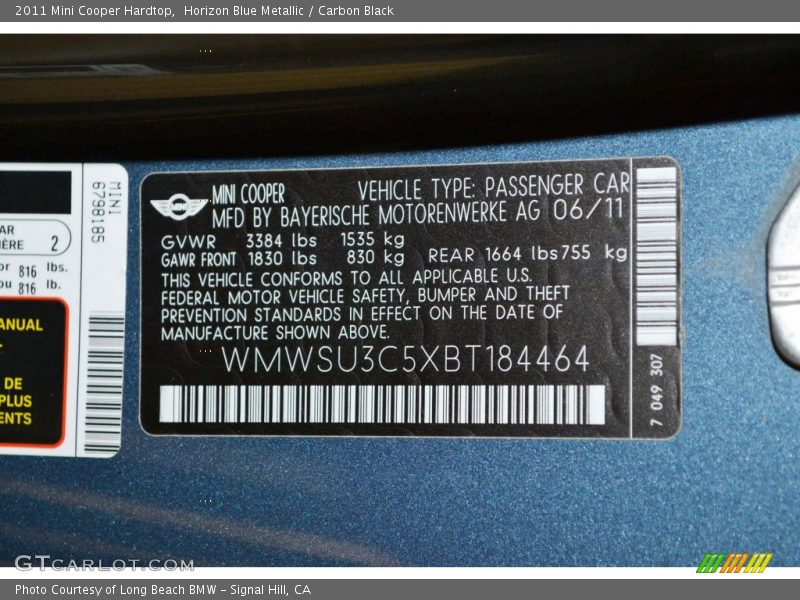 2011 Mini Cooper Hardtop, Horizon Blue Metallic / Carbon Black
MINI
6798185
2
816 lbs.
816 lb.
DE
MINI COOPER VEHICLE TYPE: PASSENGER CAR
MFD BY BAYERISCHE MOTORENWERKE AG 06/11
GVWR 3384 lbs 1535 kg
GAWR FRONT 1830 lbs 830 kg REAR 1664 lbs 755 kg
THIS VEHICLE CONFORMS TO ALL APPLICABLE U.S.
FEDERAL MOTOR VEHICLE SAFETY, BUMPER AND THEFT
PREVENTION STANDARDS IN EFFECT ON THE DATE OF
MANUFACTURE SHOWN ABOVE.
WMWSU3C5XBT184464
7 049 307
GTCARLOT.COM
Photo Courtesy of Long Beach BMW - Signal Hill, CA